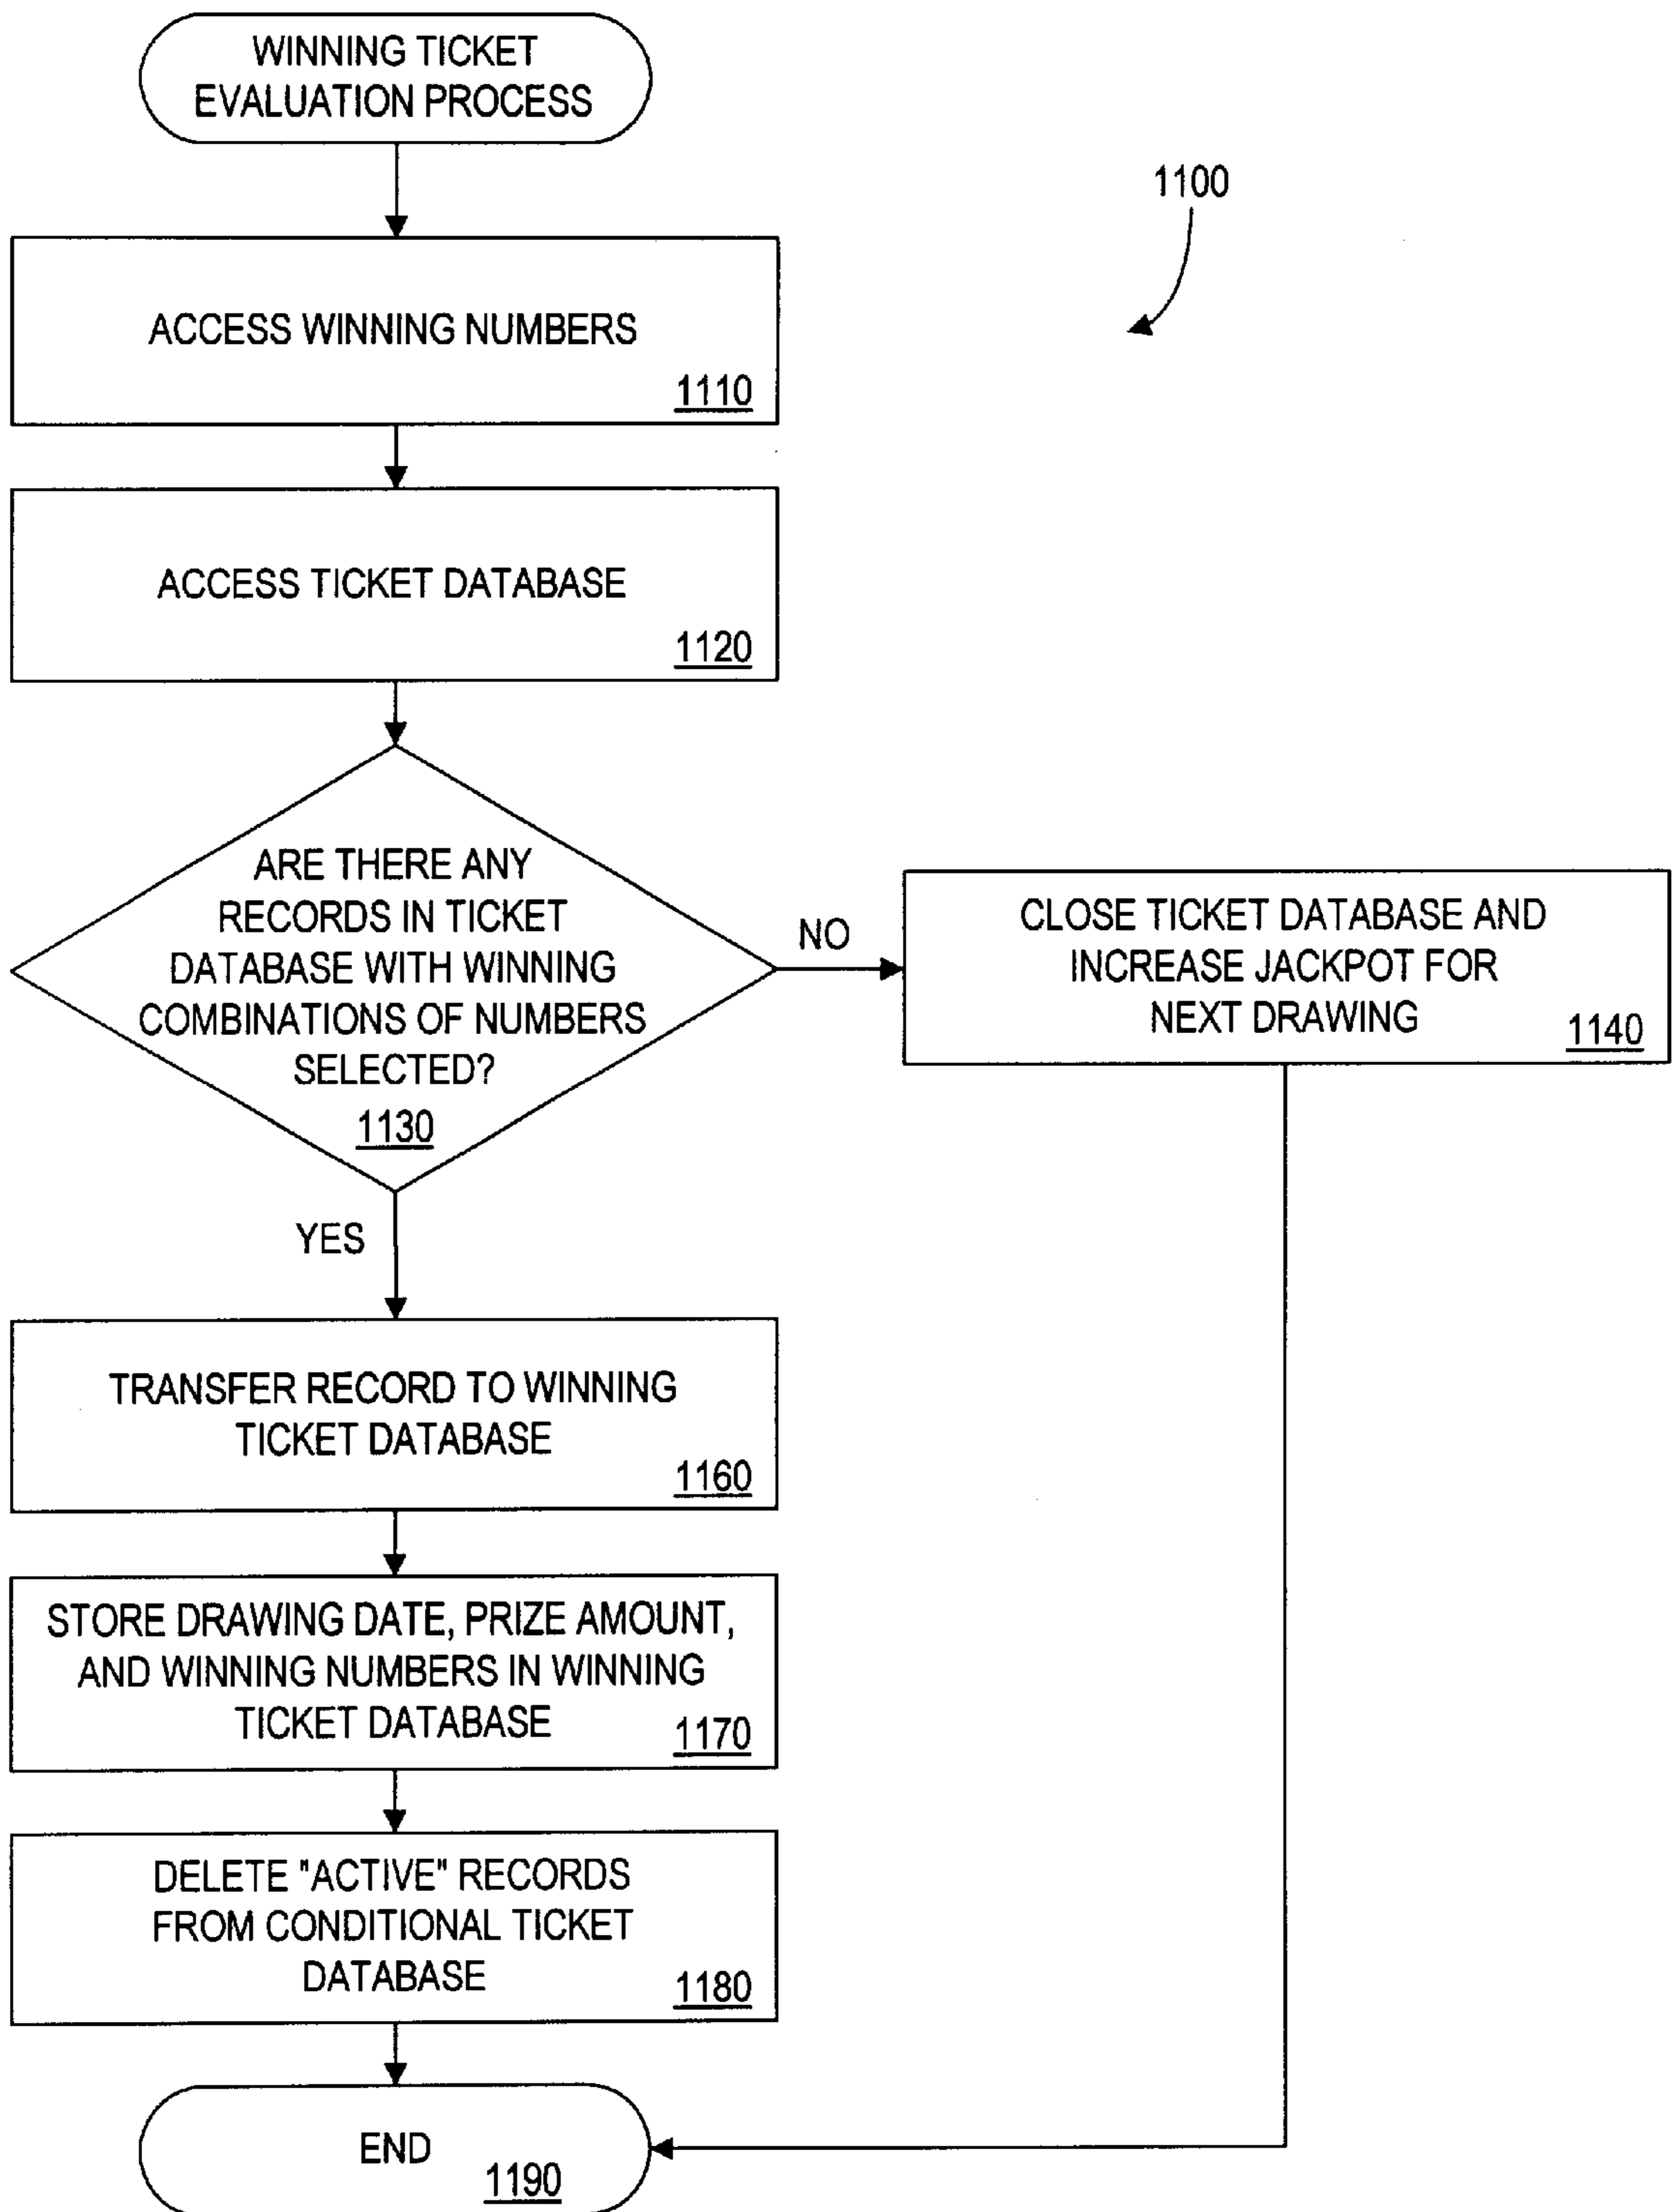 WINNING TICKET
EVALUATION PROCESS
1100
ACCESS WINNING NUMBERS
1110
ACCESS TICKET DATABASE
1120
ARE THERE ANY
RECORDS IN TICKET
DATABASE WITH WINNING
COMBINATIONS OF NUMBERS
SELECTED?
1130
NO
CLOSE TICKET DATABASE AND
INCREASE JACKPOT FOR
NEXT DRAWING
1140
YES
TRANSFER RECORD TO WINNING
TICKET DATABASE
1160
STORE DRAWING DATE, PRIZE AMOUNT,
AND WINNING NUMBERS IN WINNING
TICKET DATABASE
1170
DELETE "ACTIVE" RECORDS
FROM CONDITIONAL TICKET
DATABASE
1180
END
1190